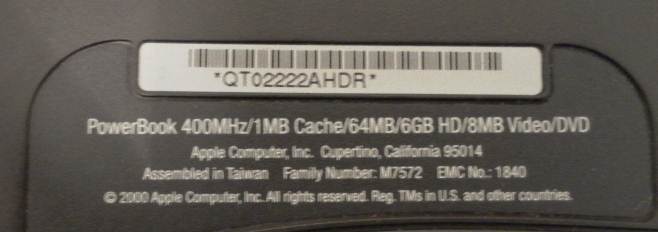 *QT02222AHDR*
PowerBook 400MHz/1MB Cache/64MB/6GB HD/8MB Video/DVD
Apple Computer, Inc. Cupertino, California 95014
Assembled in Taiwan Family Number: M7572 EMC No.: 1840
© 2000 Apple Computer, Inc. All rights reserved. Reg. TMs in U.S. and other countries.